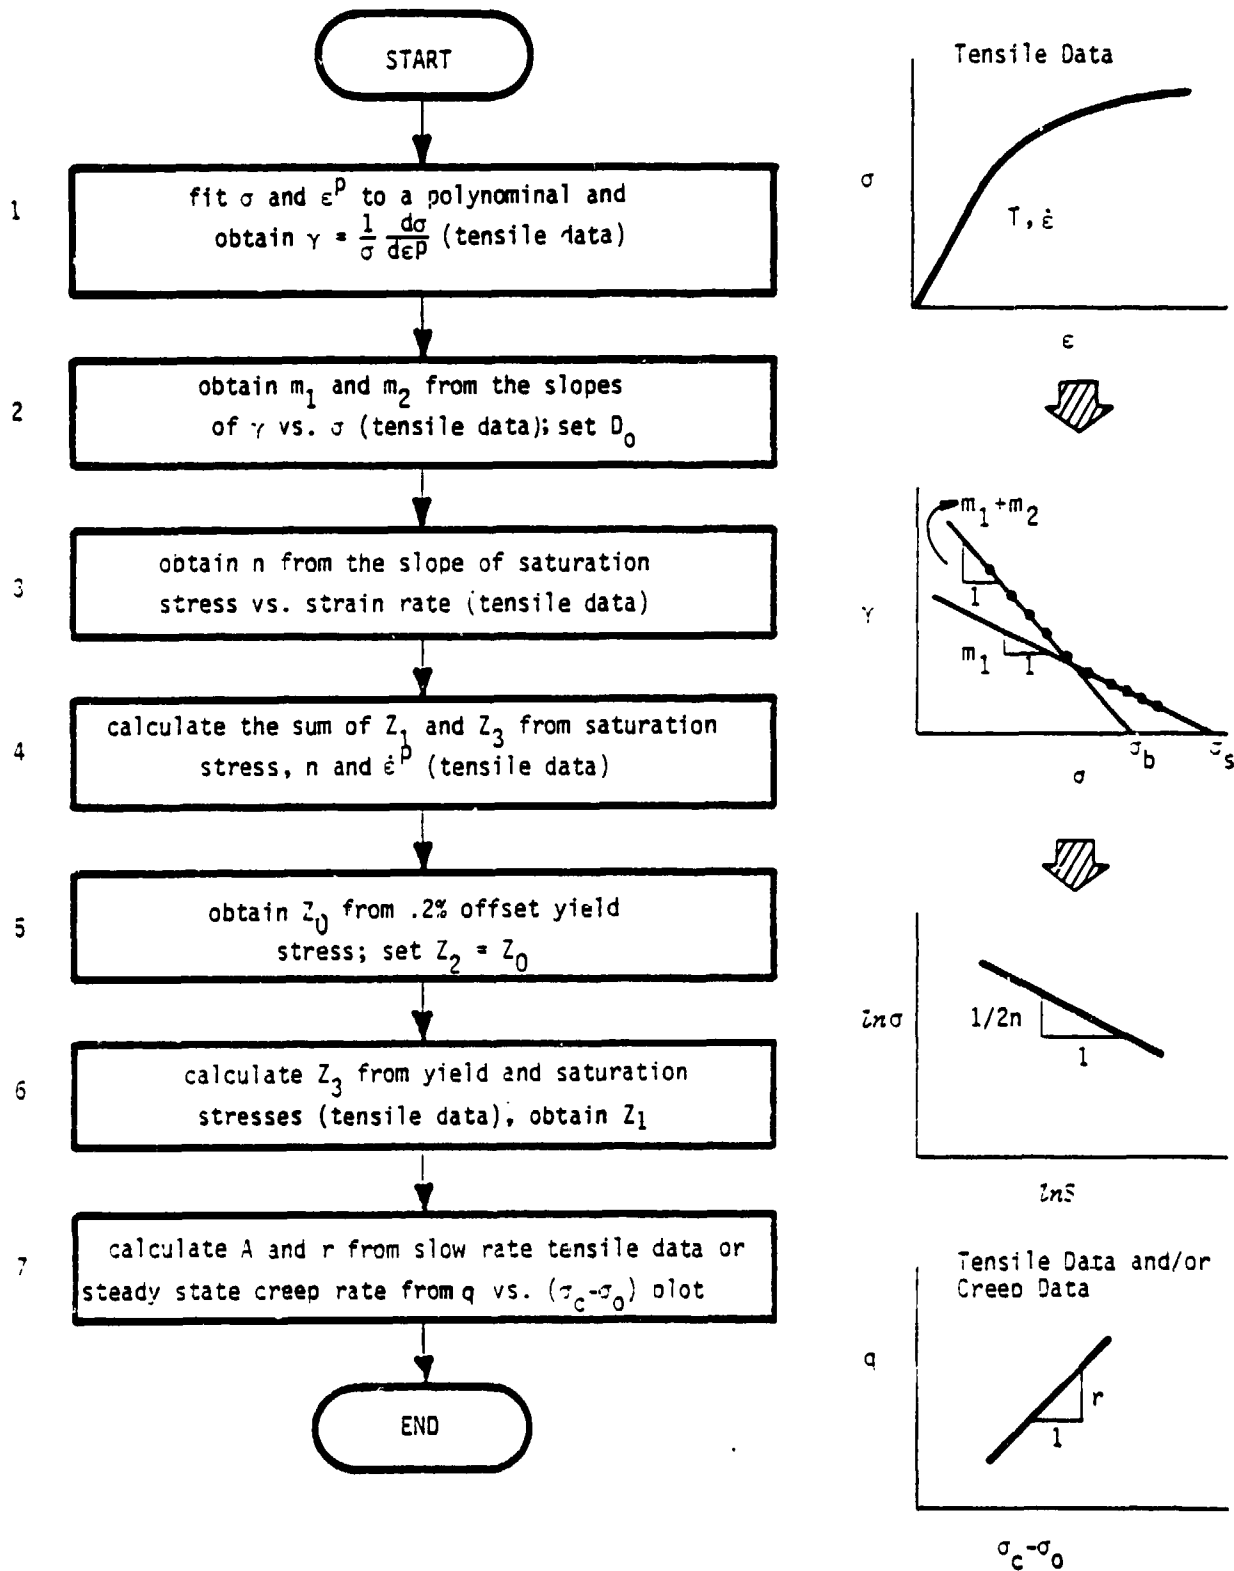 START
1
fit σ and ε^p to a polynominal and
obtain γ = 1/σ dσ/dε^p (tensile data)
2
obtain m₁ and m₂ from the slopes
of γ vs. σ (tensile data); set D₀
3
obtain n from the slope of saturation
stress vs. strain rate (tensile data)
4
calculate the sum of Z₁ and Z₃ from saturation
stress, n and ε̇^p (tensile data)
5
obtain Z₀ from .2% offset yield
stress; set Z₂ = Z₀
6
calculate Z₃ from yield and saturation
stresses (tensile data), obtain Z₁
7
calculate A and r from slow rate tensile data or
steady state creep rate from q vs. (σ_c-σ₀) plot
END
Tensile Data
σ
T, ε̇
ε
m₁+m₂
1
γ
m₁
1
σ_b
σ_s
σ
lnσ
1/2n
1
Tensile Data and/or
Creep Data
q
r
1
σ_c-σ₀